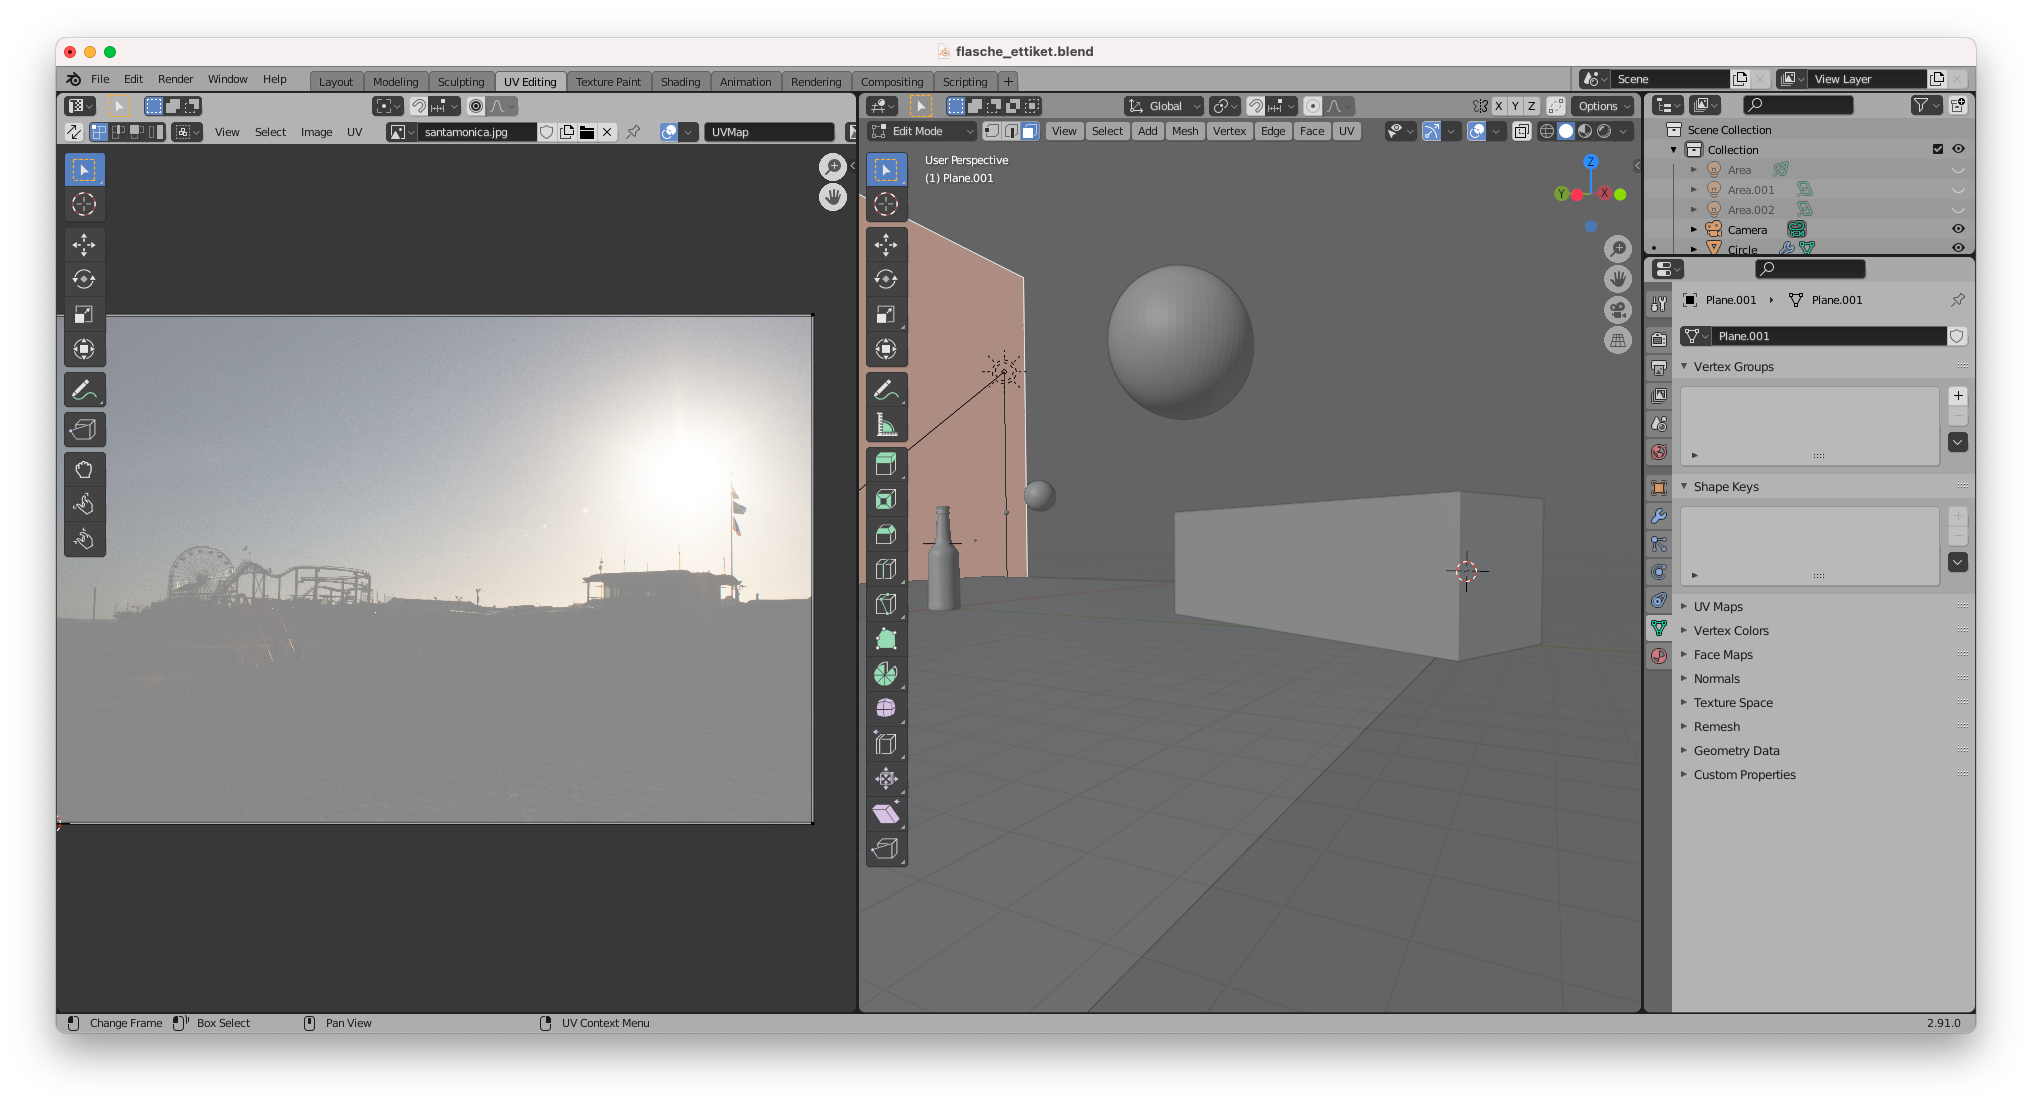 flasche_ettiket.blend
File Edit Render Window Help Layout Modeling Sculpting UV Editing Texture Paint Shading Animation Rendering Compositing Scripting + Scene View Layer
Global X Y Z Options
View Select Image UV santamonica.jpg UVMap Edit Mode View Select Add Mesh Vertex Edge Face UV
User Perspective
(1) Plane.001
Z
Y X
Scene Collection
Collection
Area
Area.001
Area.002
Camera
Circle
Plane.001 Plane.001
Plane.001
Vertex Groups
Shape Keys
UV Maps
Vertex Colors
Face Maps
Normals
Texture Space
Remesh
Geometry Data
Custom Properties
Change Frame Box Select Pan View UV Context Menu 2.91.0